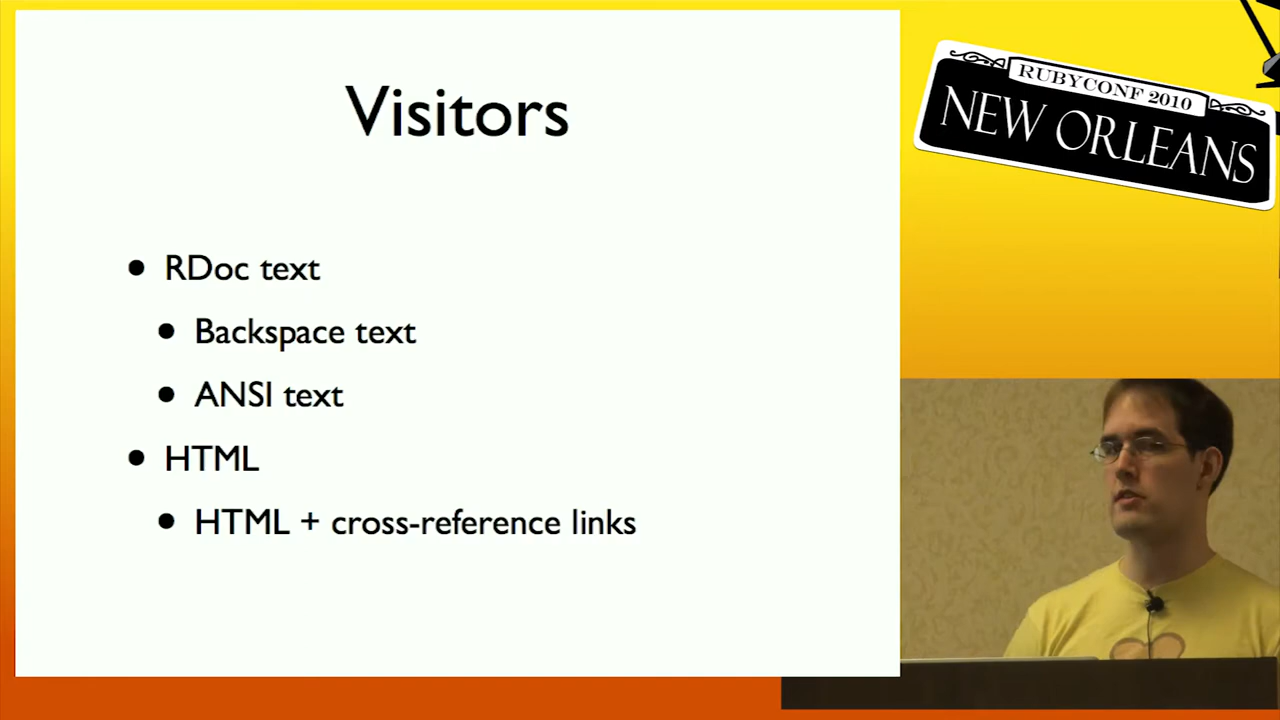 Visitors
• RDoc text
• Backspace text
• ANSI text
• HTML
• HTML + cross-reference links
RUBYCONF 2010
NEW ORLEANS